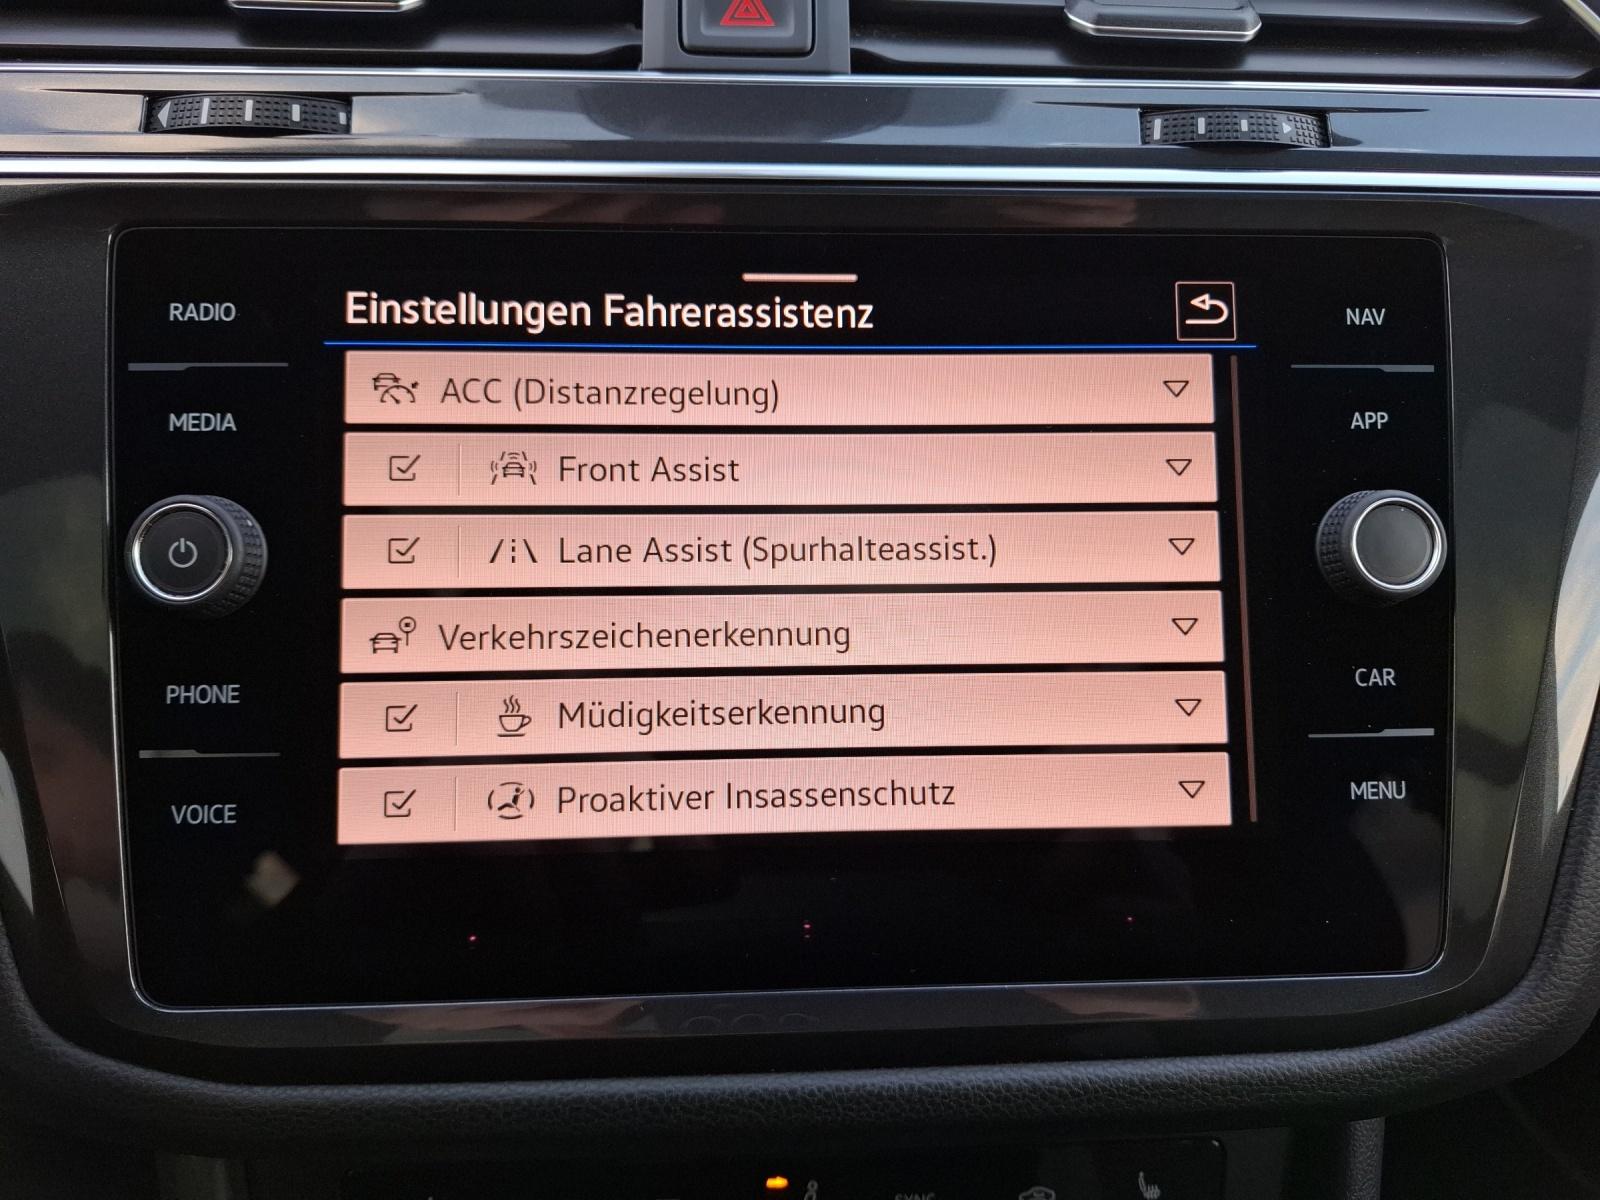 RADIO
MEDIA
PHONE
VOICE
Einstellungen Fahrerassistenz
ACC (Distanzregelung)
Front Assist
Lane Assist (Spurhalteassist.)
Verkehrszeichenerkennung
Müdigkeitserkennung
Proaktiver Insassenschutz
NAV
APP
CAR
MENU
SYNC